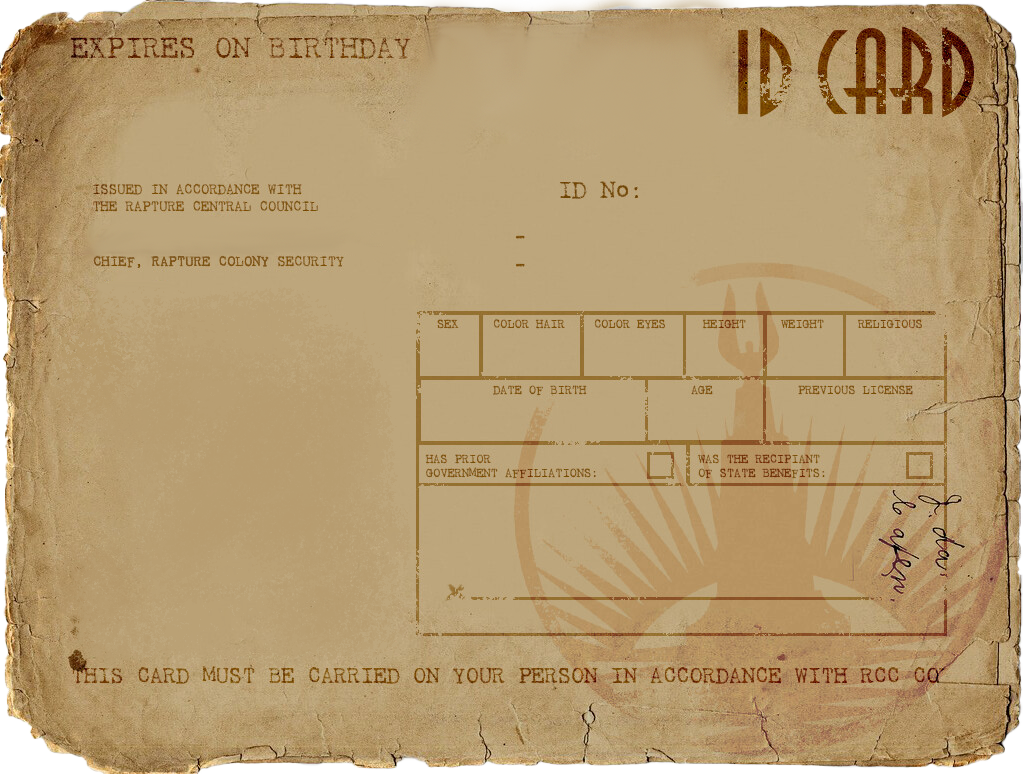 EXPIRES ON BIRTHDAY
ID CARD
ISSUED IN ACCORDANCE WITH
THE RAPTURE CENTRAL COUNCIL
ID No:
-
CHIEF, RAPTURE COLONY SECURITY
-
SEX COLOR HAIR COLOR EYES HEIGHT WEIGHT RELIGIOUS
DATE OF BIRTH AGE PREVIOUS LICENSE
HAS PRIOR
GOVERNMENT AFFILIATIONS:
WAS THE RECIPIANT
OF STATE BENEFITS:
X
THIS CARD MUST BE CARRIED ON YOUR PERSON IN ACCORDANCE WITH RCC CO